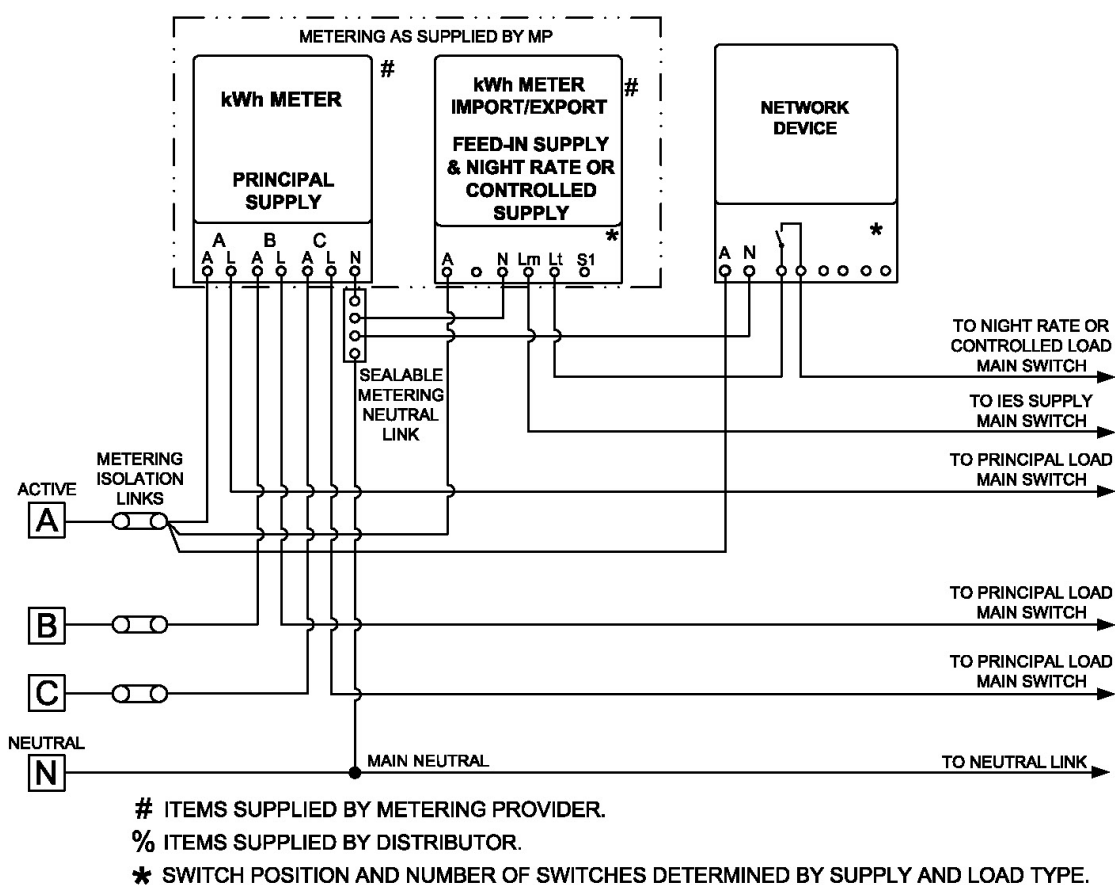 METERING AS SUPPLIED BY MP
kWh METER
#
PRINCIPAL
SUPPLY
A B C
A L A L A L N
kWh METER
IMPORT/EXPORT
#
FEED-IN SUPPLY
& NIGHT RATE OR
CONTROLLED
SUPPLY
*
A N Lm Lt S1
NETWORK
DEVICE
*
A N
SEALABLE
METERING
NEUTRAL
LINK
TO NIGHT RATE OR
CONTROLLED LOAD
MAIN SWITCH
TO IES SUPPLY
MAIN SWITCH
TO PRINCIPAL LOAD
MAIN SWITCH
METERING
ISOLATION
LINKS
ACTIVE
A
B
TO PRINCIPAL LOAD
MAIN SWITCH
C
TO PRINCIPAL LOAD
MAIN SWITCH
NEUTRAL
N
MAIN NEUTRAL
TO NEUTRAL LINK
# ITEMS SUPPLIED BY METERING PROVIDER.
% ITEMS SUPPLIED BY DISTRIBUTOR.
* SWITCH POSITION AND NUMBER OF SWITCHES DETERMINED BY SUPPLY AND LOAD TYPE.